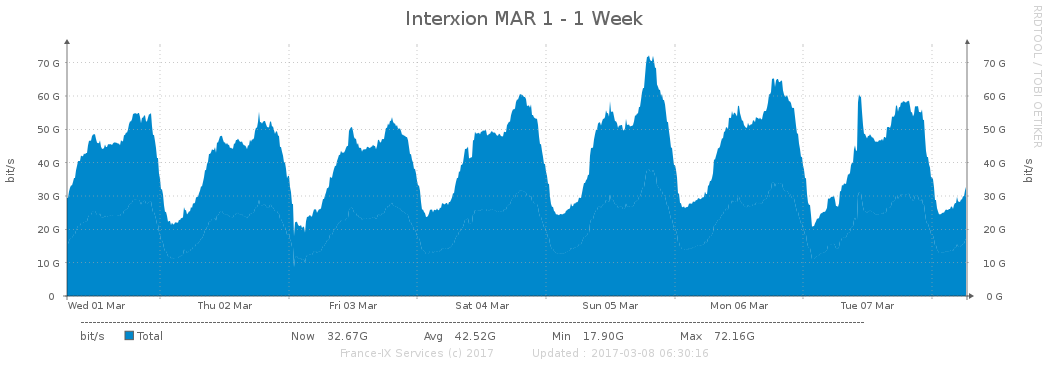 Interxion MAR 1 - 1 Week
RRDTOOL / TOBI OETIKER
bit/s
70 G 70 G
60 G 60 G
50 G 50 G
40 G 40 G
30 G 30 G
20 G 20 G
10 G 10 G
0 0 G
bit/s
Wed 01 Mar Thu 02 Mar Fri 03 Mar Sat 04 Mar Sun 05 Mar Mon 06 Mar Tue 07 Mar
bit/s Total Now 32.67G Avg 42.52G Min 17.90G Max 72.16G
France-IX Services (c) 2017 Updated : 2017-03-08 06:30:16